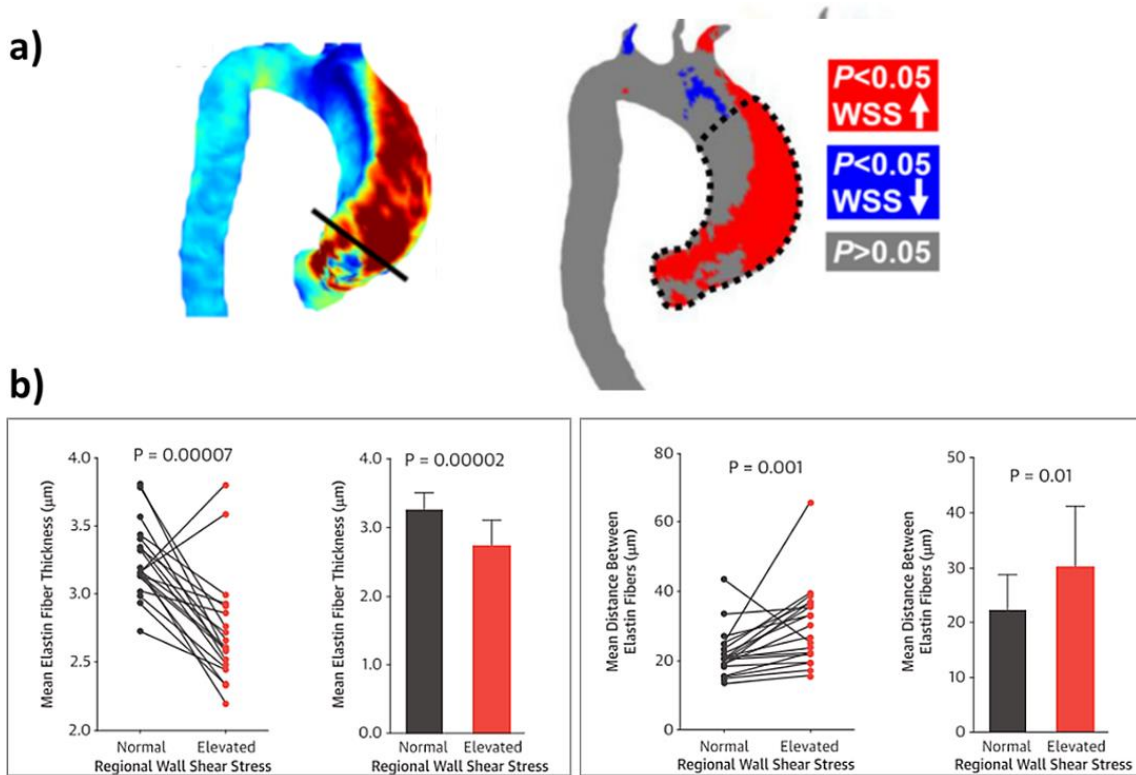 a)
P<0.05
WSS ↑
P<0.05
WSS ↓
P>0.05
b)
Mean Elastin Fiber Thickness (μm)
4.0
3.5
3.0
2.5
2.0
P = 0.00007
Normal
Elevated
Regional Wall Shear Stress
Mean Elastin Fiber Thickness (μm)
4.0
3.0
2.0
1.0
0.0
P = 0.00002
Normal
Elevated
Regional Wall Shear Stress
Mean Distance Between
Elastin Fibers (μm)
80
60
40
20
0
P = 0.001
Normal
Elevated
Regional Wall Shear Stress
Mean Distance Between
Elastin Fibers (μm)
50
40
30
20
10
0
P = 0.01
Normal
Elevated
Regional Wall Shear Stress